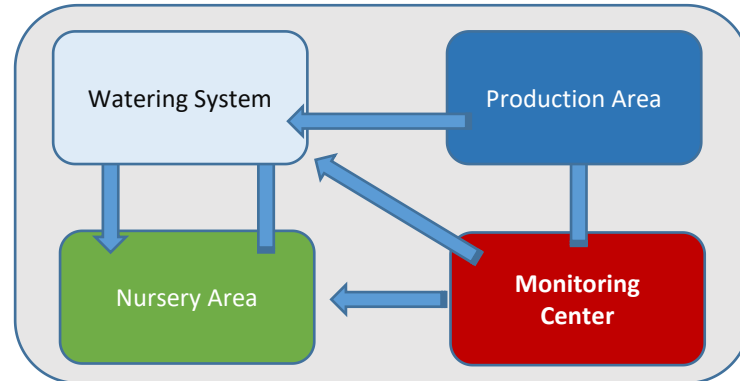 Watering System
Production Area
Nursery Area
Monitoring
Center